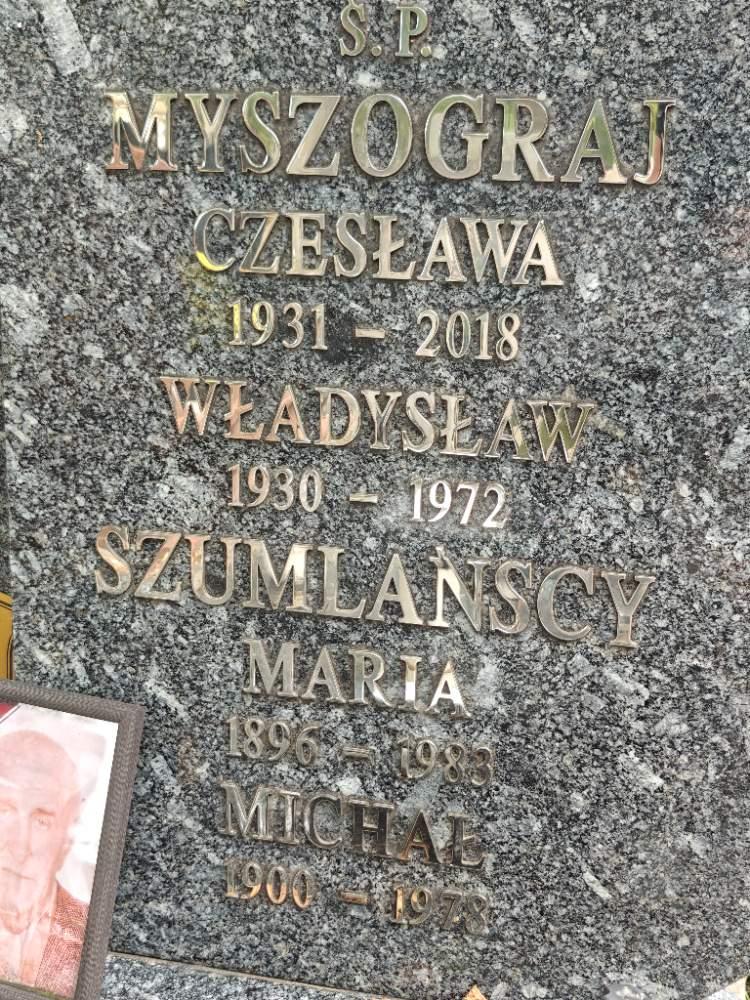 Ś. P.
MYSZOGRAJ
CZESŁAWA
1931 – 2018
WŁADYSŁAW
1930 – 1972
SZUMLAŃSCY
MARIA
1896 – 1983
MICHAŁ
1900 – 1978